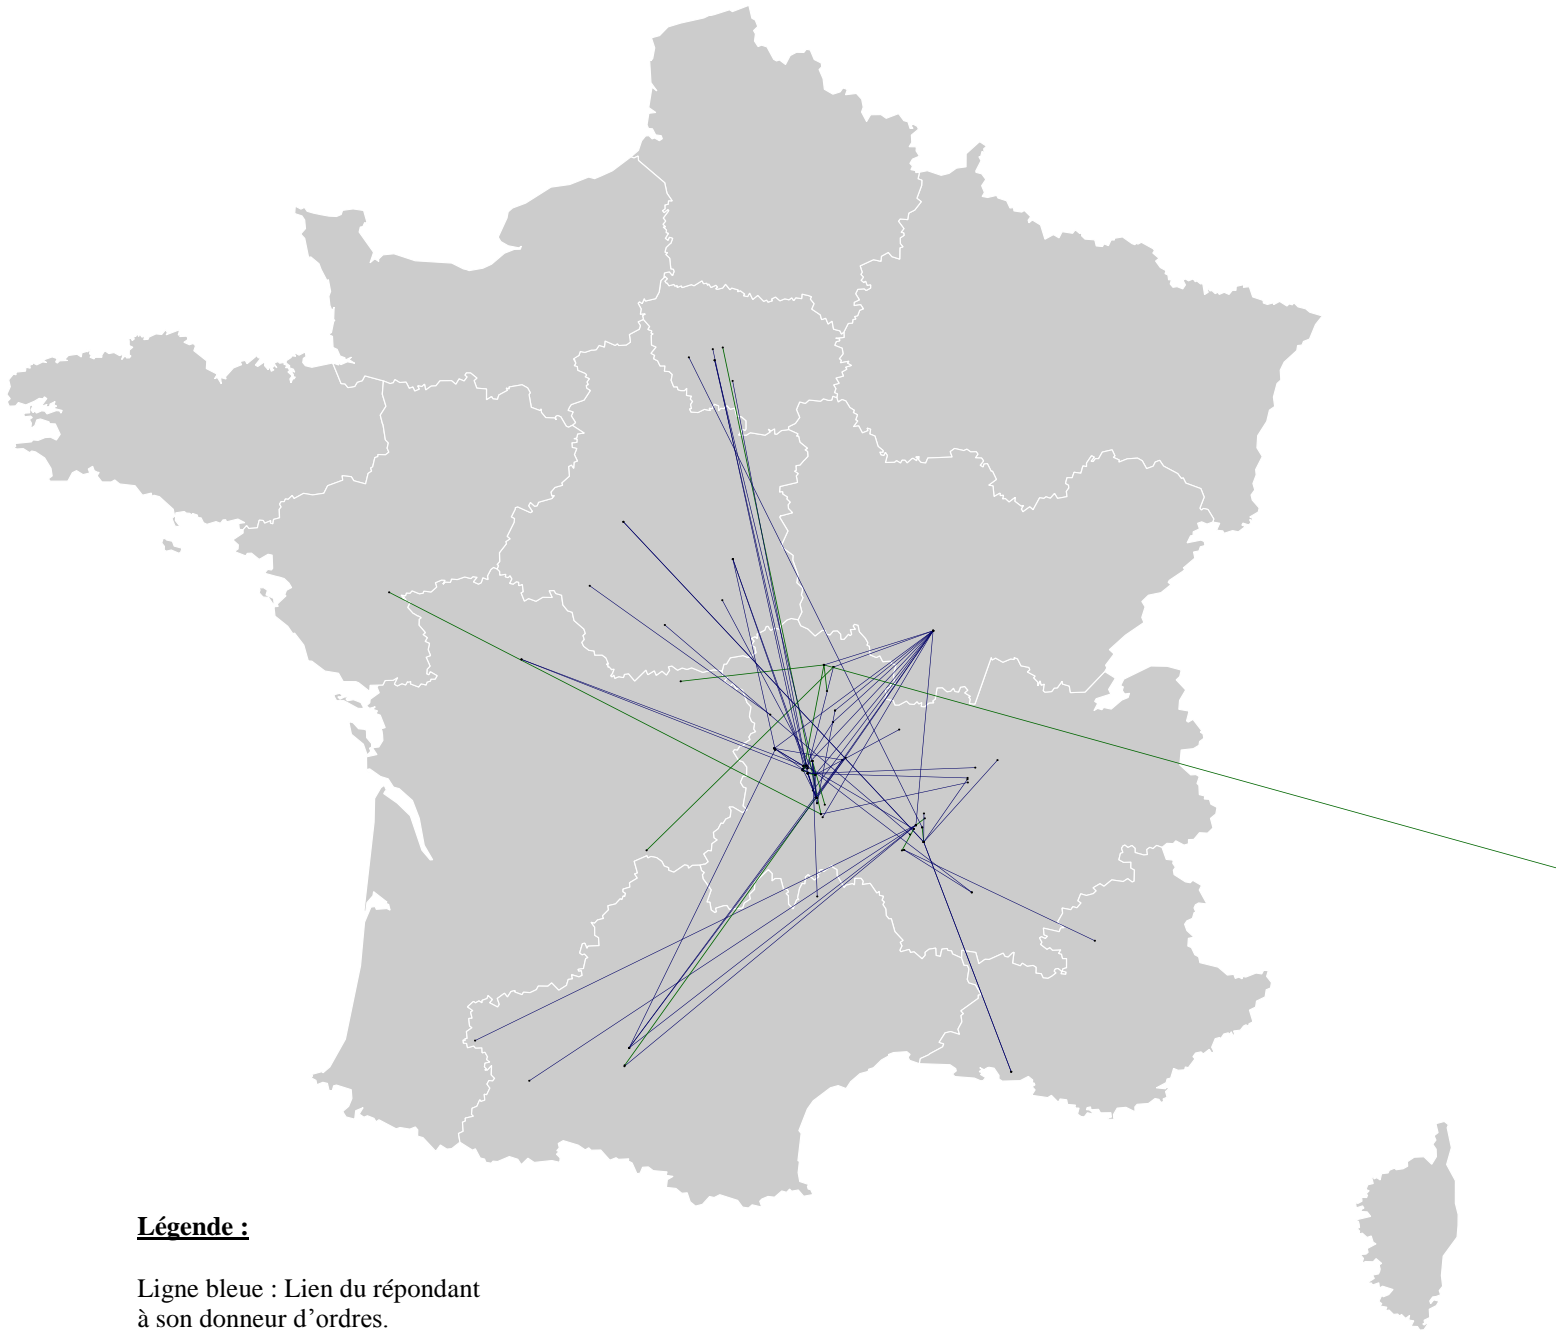 Légende :
Ligne bleue : Lien du répondant
à son donneur d’ordres.